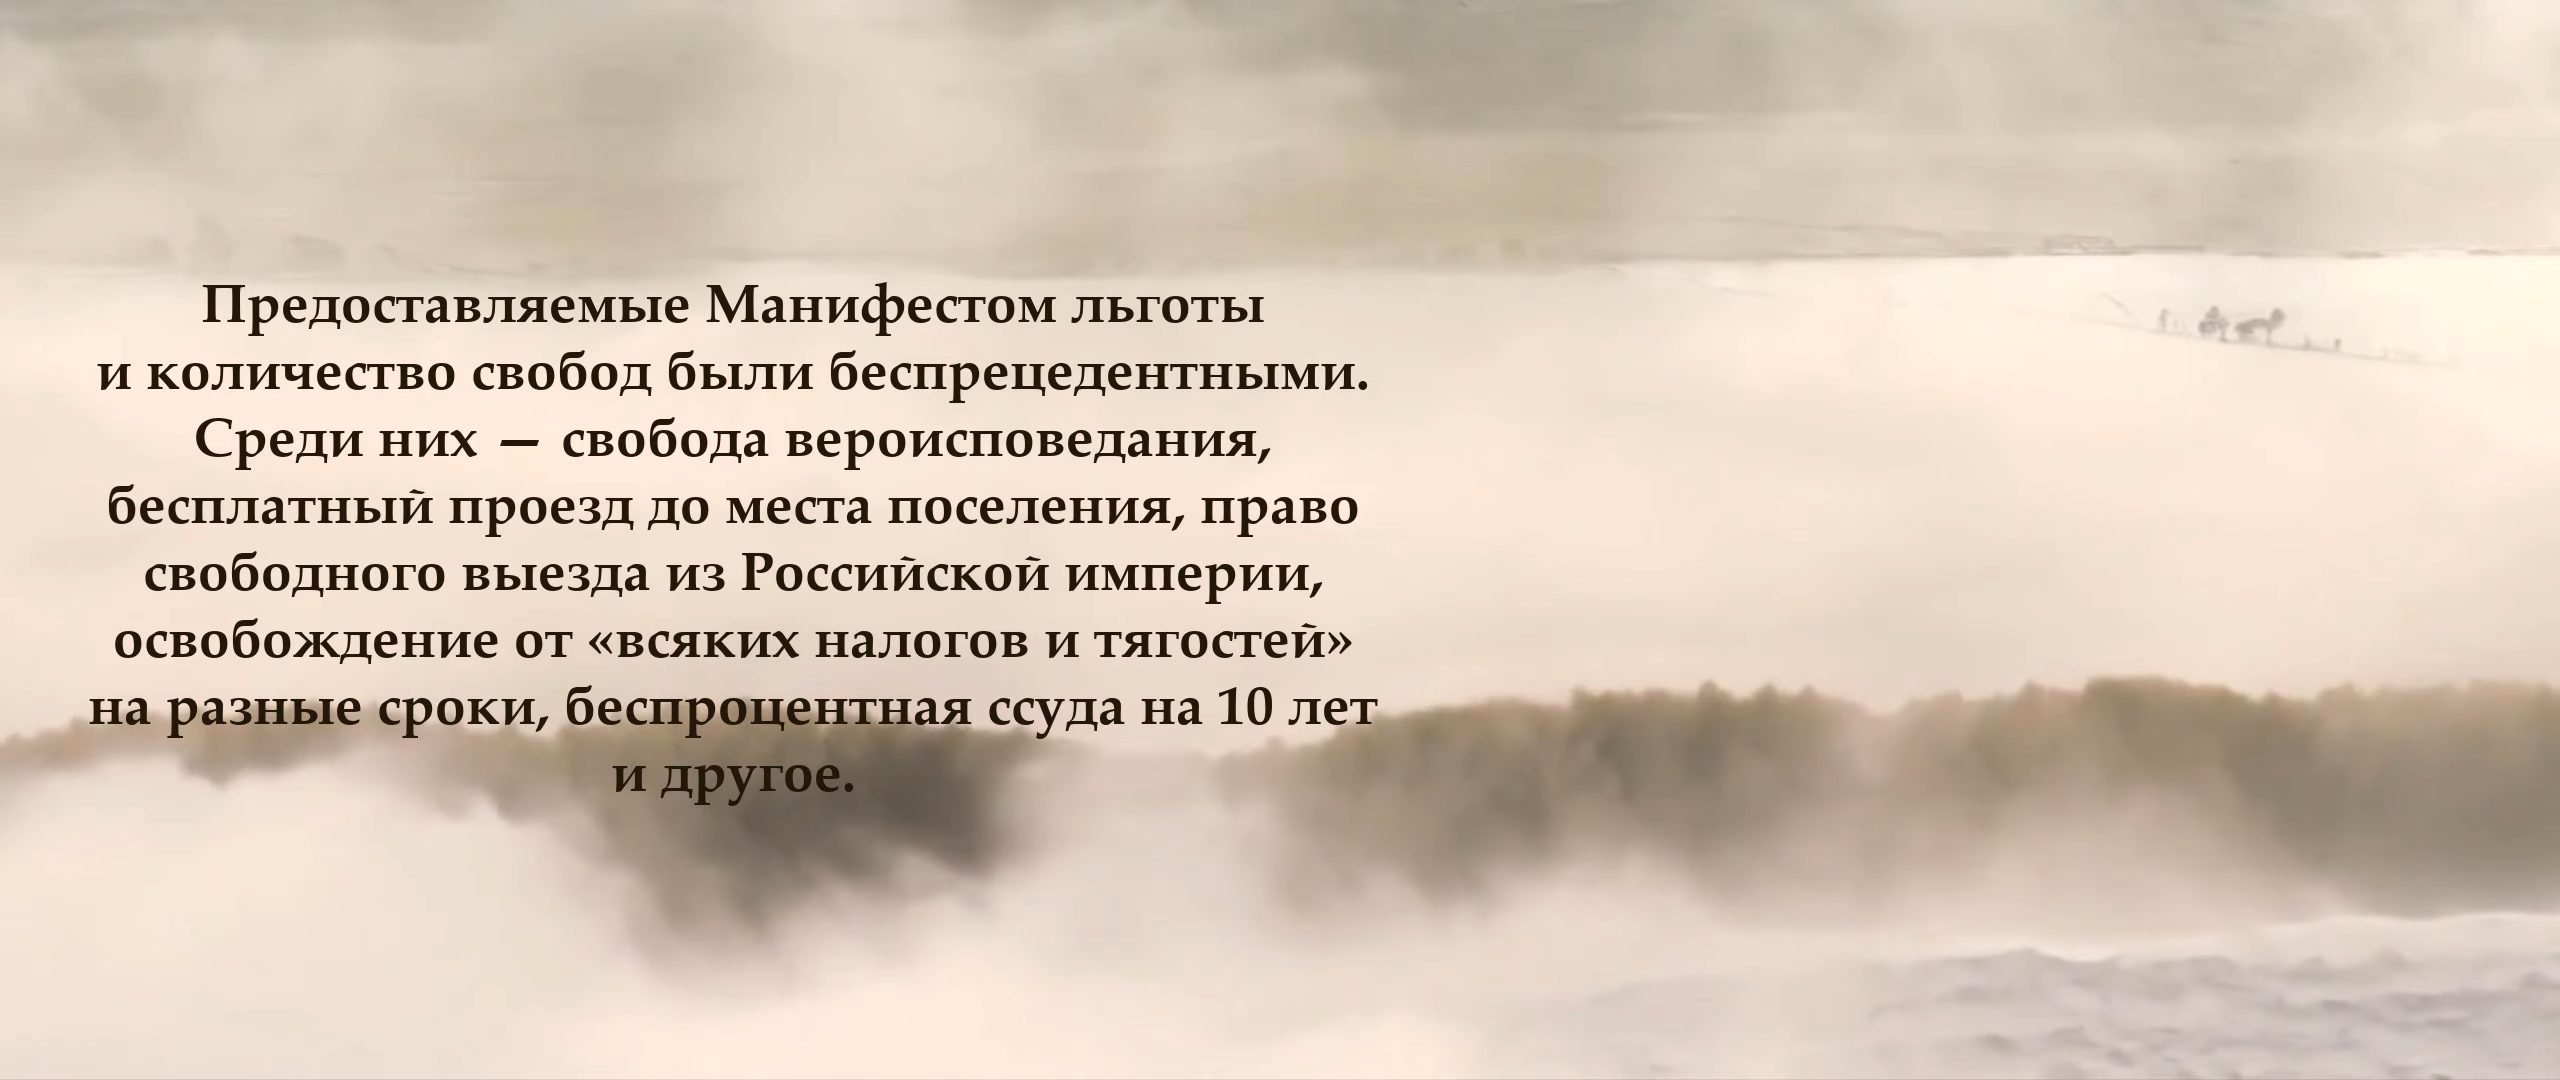 Предоставляемые Манифестом льготы
и количество свобод были беспрецедентными.
Среди них — свобода вероисповедания,
бесплатный проезд до места поселения, право
свободного выезда из Российской империи,
освобождение от «всяких налогов и тягостей»
на разные сроки, беспроцентная ссуда на 10 лет
и другое.